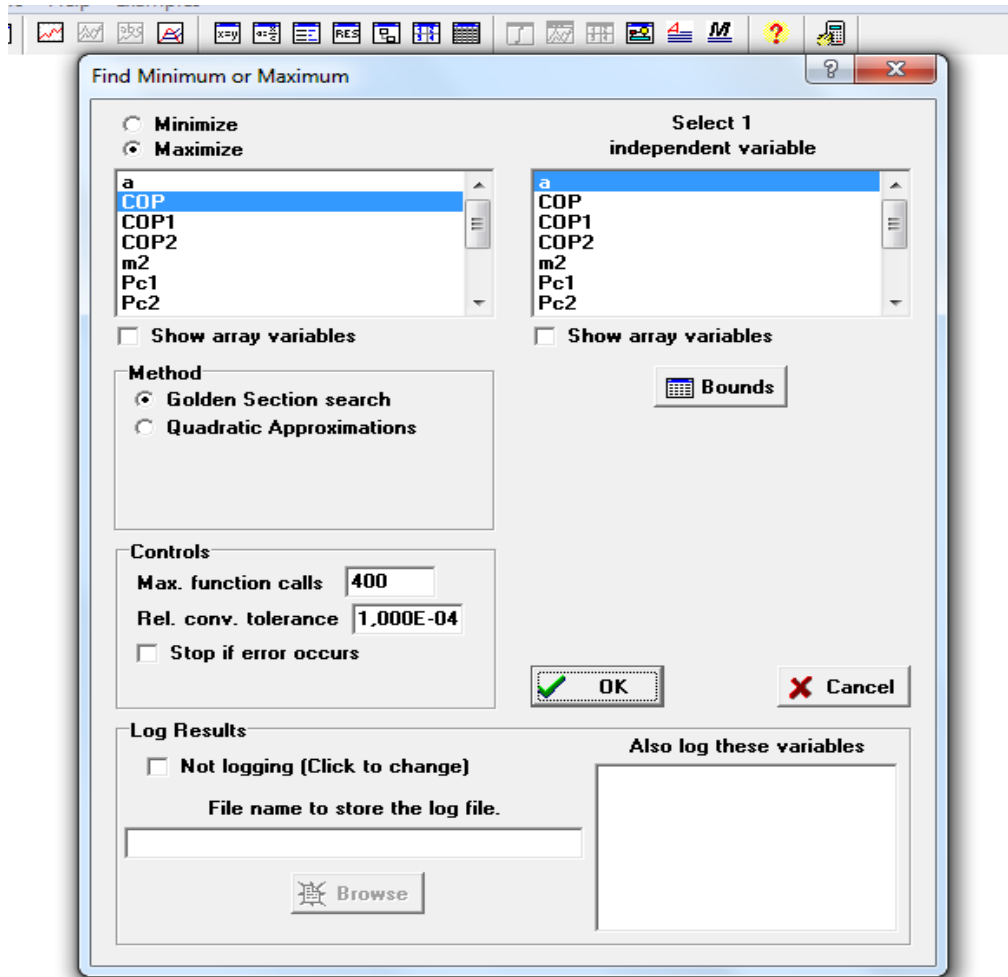 Help Examples
x=y
RES
M
?
Find Minimum or Maximum
Minimize
Maximize
a
COP
COP1
COP2
m2
Pc1
Pc2
Show array variables
Select 1
independent variable
a
COP
COP1
COP2
m2
Pc1
Pc2
Show array variables
Bounds
Method
Golden Section search
Quadratic Approximations
Controls
Max. function calls 400
Rel. conv. tolerance 1,000E-04
Stop if error occurs
OK
Cancel
Log Results
Not logging (Click to change)
File name to store the log file.
Browse
Also log these variables